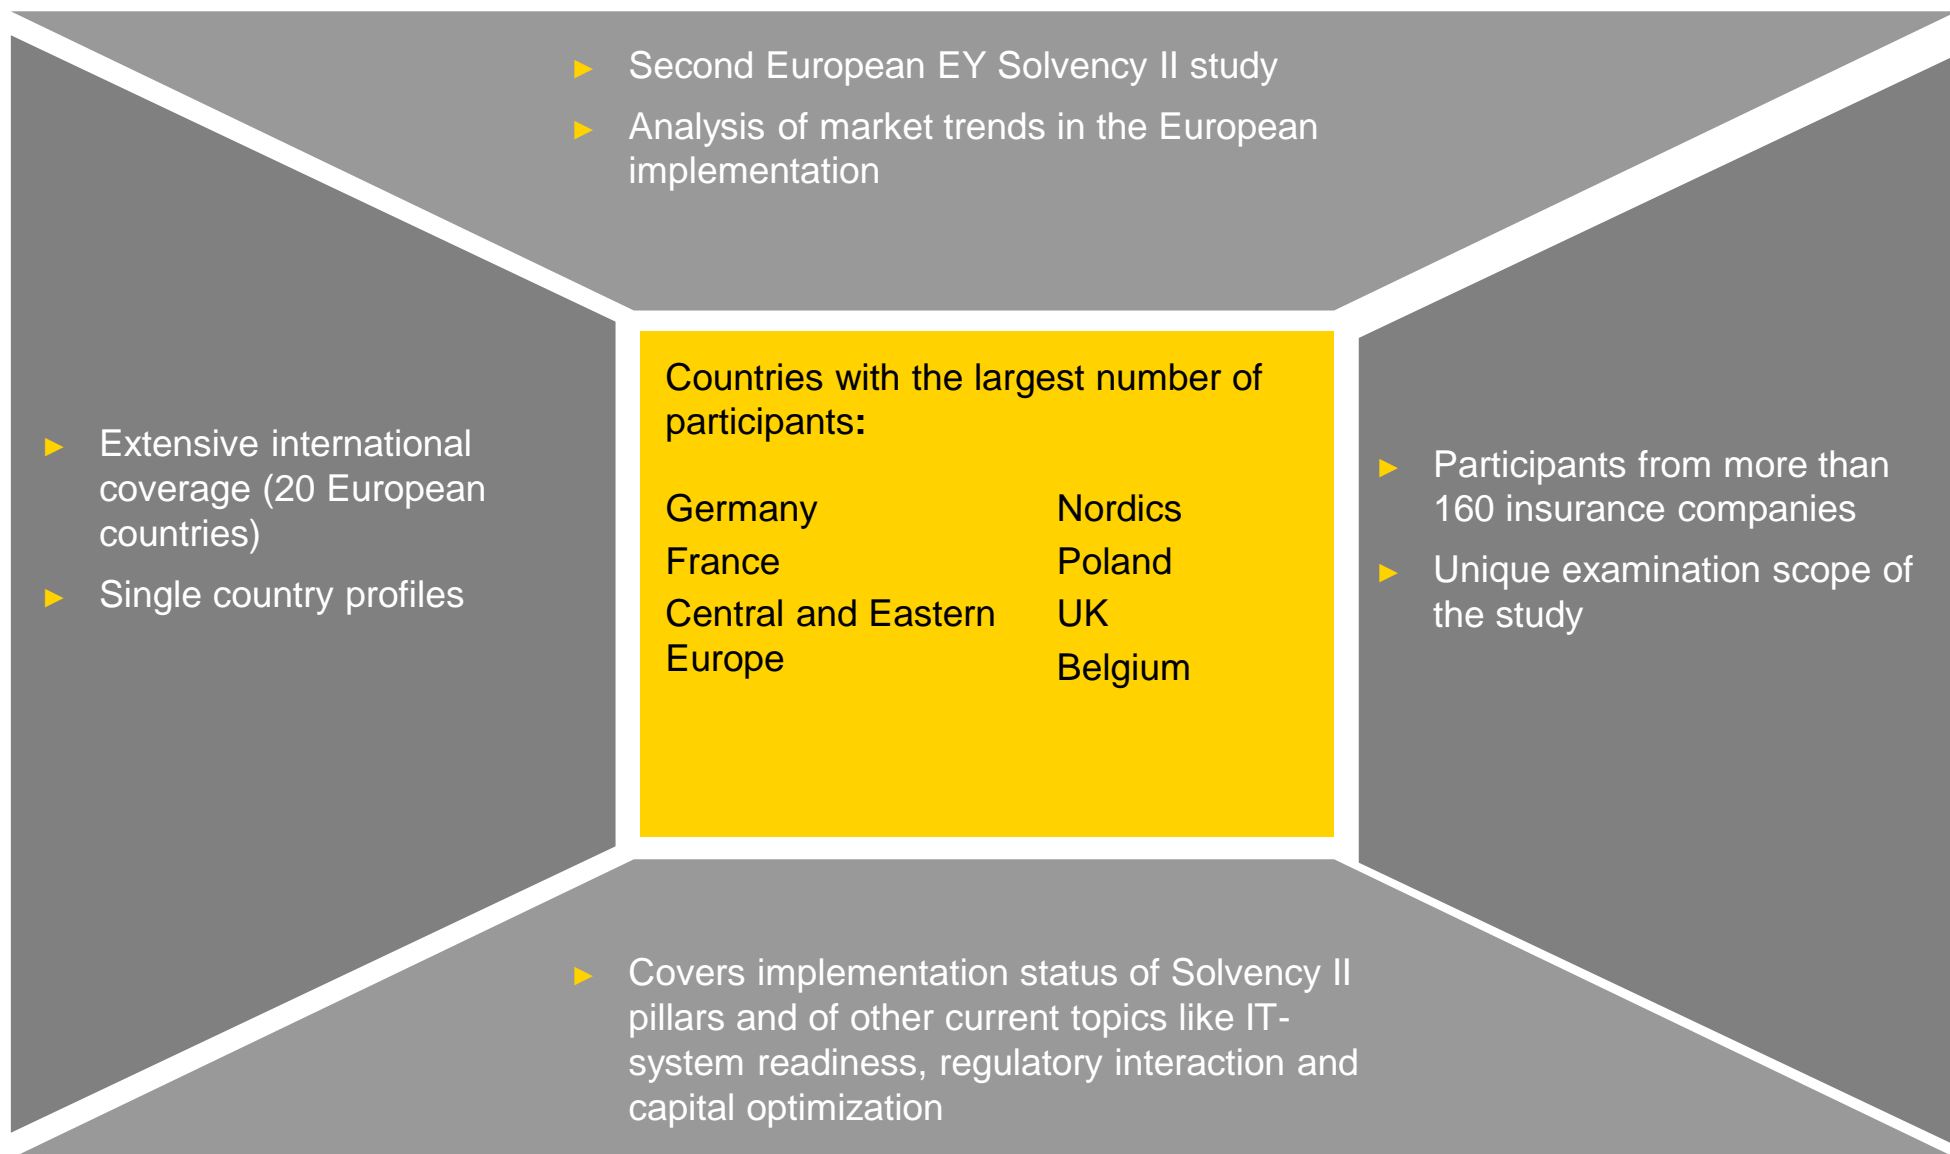 ► Second European EY Solvency II study
► Analysis of market trends in the European
implementation
► Extensive international
coverage (20 European
countries)
► Single country profiles
Countries with the largest number of
participants:
Germany
France
Central and Eastern
Europe
Nordics
Poland
UK
Belgium
► Participants from more than
160 insurance companies
► Unique examination scope of
the study
► Covers implementation status of Solvency II
pillars and of other current topics like IT-
system readiness, regulatory interaction and
capital optimization